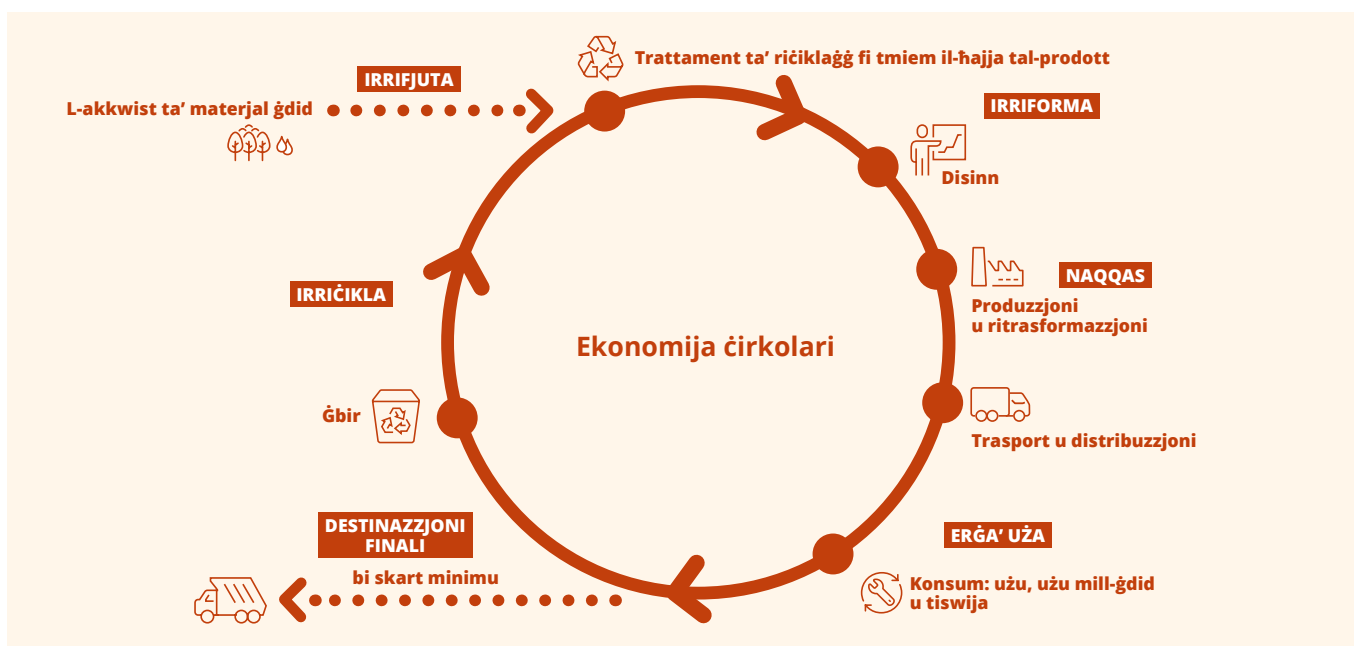 Trattament ta’ riċiklaġġ fi tmiem il-ħajja tal-prodott
IRRIFJUTA
L-akkwist ta’ materjal ġdid
IRRIFORMA
Disinn
NAQQAS
Produzzjoni
u ritrasformazzjoni
IRRIĊIKLA
Ekonomija ċirkolari
Ġbir
Trasport u distribuzzjoni
DESTINAZZJONI
FINALI
bi skart minimu
ERĠA’ UŻA
Konsum: użu, użu mill-ġdid
u tiswija